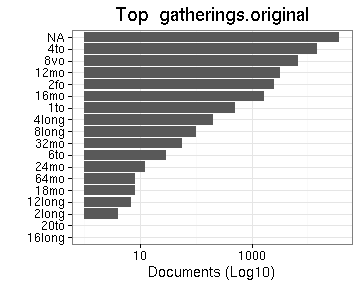 Top gatherings.original
NA
4to
8vo
12mo
2fo
16mo
1to
4long
8long
32mo
6to
24mo
64mo
18mo
12long
2long
20to
16long
10 1000
Documents (Log10)